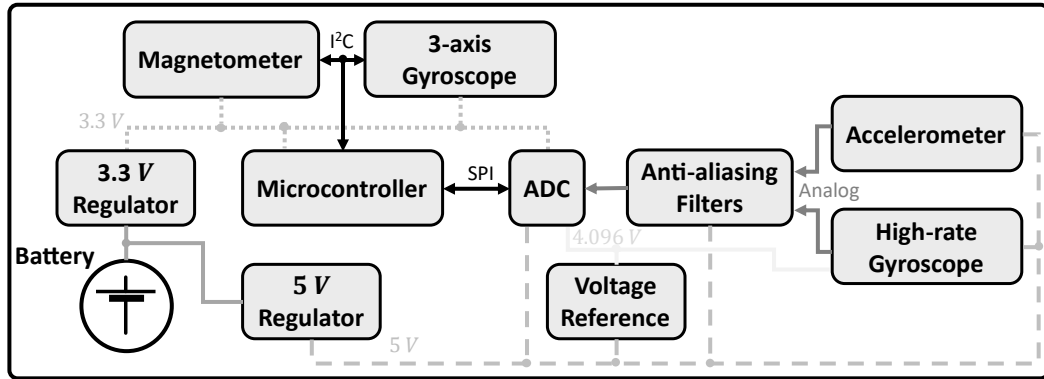 I²C
Magnetometer
3-axis
Gyroscope
3.3 V
Accelerometer
3.3 V
Regulator
Microcontroller
SPI
ADC
Anti-aliasing
Filters
Analog
High-rate
Gyroscope
4.096 V
Battery
5 V
Regulator
Voltage
Reference
5 V